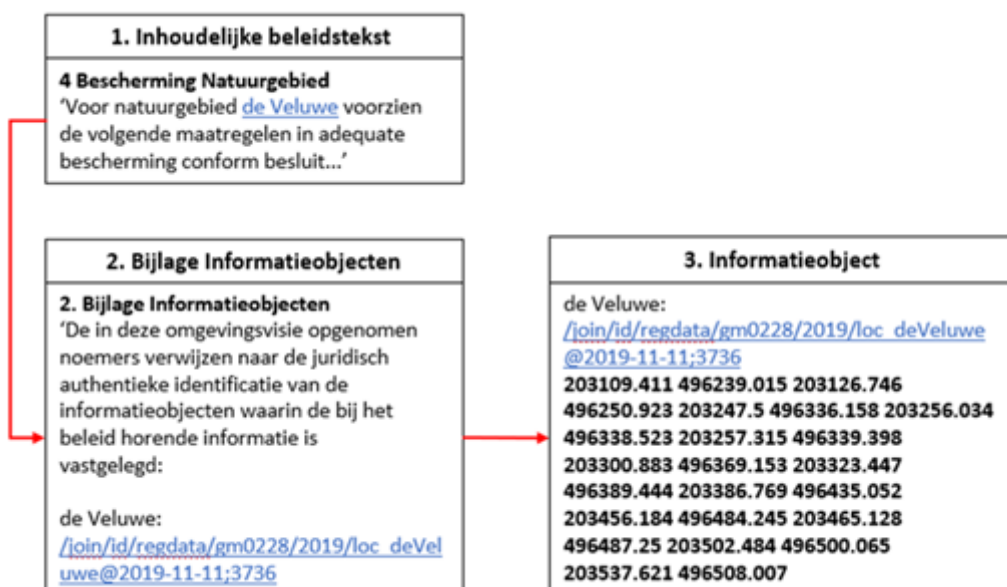 1. Inhoudelijke beleidstekst
4 Bescherming Natuurgebied
‘Voor natuurgebied de Veluwe voorzien
de volgende maatregelen in adequate
bescherming conform besluit...’
2. Bijlage Informatieobjecten
2. Bijlage Informatieobjecten
‘De in deze omgevingsvisie opgenomen
noemers verwijzen naar de juridisch
authentieke identificatie van de
informatieobjecten waarin de bij het
beleid horende informatie is
vastgelegd:
de Veluwe:
/join/id/regdata/gm0228/2019/loc_deVel
uwe@2019-11-11;3736
3. Informatieobject
de Veluwe:
/join/id/regdata/gm0228/2019/loc_deVeluwe
@2019-11-11;3736
203109.411 496239.015 203126.746
496250.923 203247.5 496336.158 203256.034
496338.523 203257.315 496339.398
203300.883 496369.153 203323.447
496389.444 203386.769 496435.052
203456.184 496484.245 203465.128
496487.25 203502.484 496500.065
203537.621 496508.007